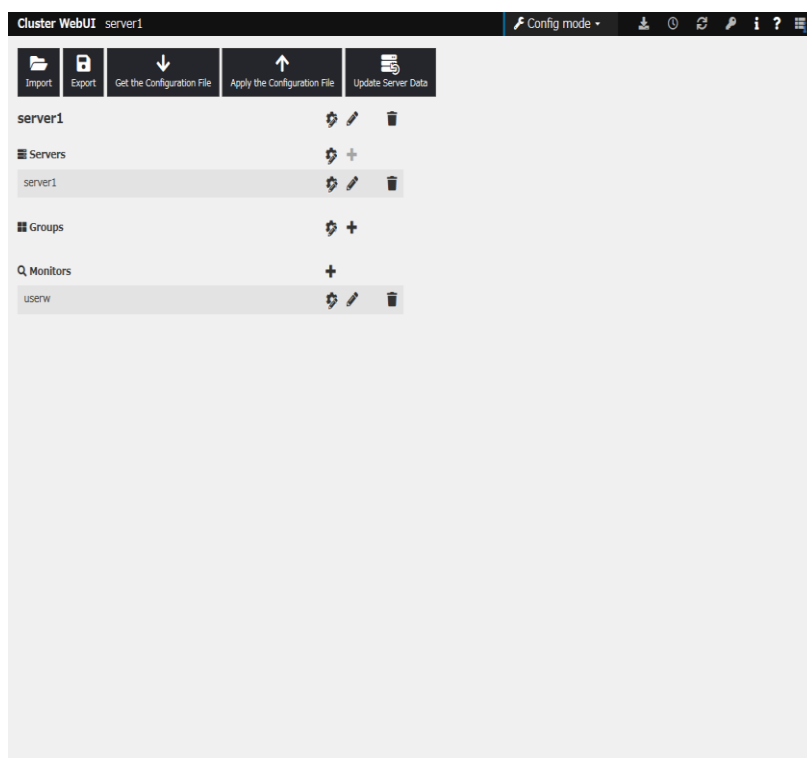 Cluster WebUI server1 Config mode
Import Export Get the Configuration File Apply the Configuration File Update Server Data
server1
Servers
server1
Groups
Monitors
userw